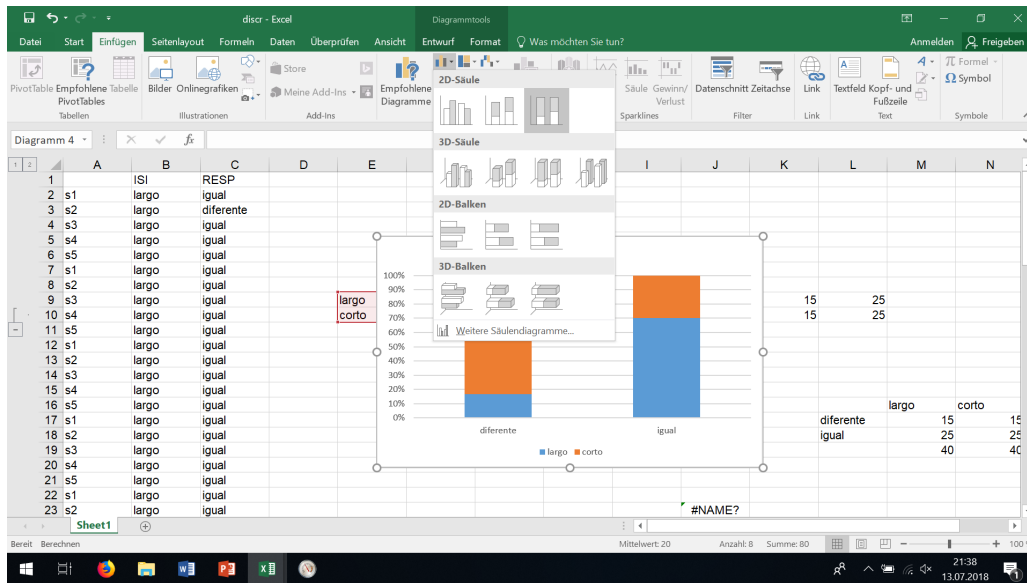 discr - Excel
Diagrammtools
Datei Start Einfügen Seitenlayout Formeln Daten Überprüfen Ansicht Entwurf Format Was möchten Sie tun? Anmelden Freigeben
PivotTable Empfohlene PivotTables Tabelle
Tabellen
Bilder Onlinegrafiken
Illustrationen
Store
Meine Add-Ins
Add-Ins
Empfohlene Diagramme
2D-Säule
3D-Säule
2D-Balken
3D-Balken
Weitere Säulendiagramme...
Säule Gewinn/ Verlust
Sparklines
Datenschnitt Zeitachse
Filter
Link
Link
Textfeld Kopf- und Fußzeile
Text
Formel
Symbol
Symbole
Diagramm 4
fx
1 2
A B C D E I J K L M N
1 ISI RESP
2 s1 largo igual
3 s2 largo diferente
4 s3 largo igual
5 s4 largo igual
6 s5 largo igual
7 s1 largo igual
8 s2 largo igual
9 s3 largo igual largo 15 25
10 s4 largo igual corto 15 25
11 s5 largo igual
12 s1 largo igual
13 s2 largo igual
14 s3 largo igual
15 s4 largo igual
16 s5 largo igual largo corto
17 s1 largo igual diferente 15 15
18 s2 largo igual igual 25 25
19 s3 largo igual 40 40
20 s4 largo igual
21 s5 largo igual
22 s1 largo igual
23 s2 largo igual #NAME?
100%
90%
80%
70%
60%
50%
40%
30%
20%
10%
0%
diferente igual
largo corto
Sheet1
Bereit Berechnen Mittelwert: 20 Anzahl: 8 Summe: 80 100
21:38
13.07.2018